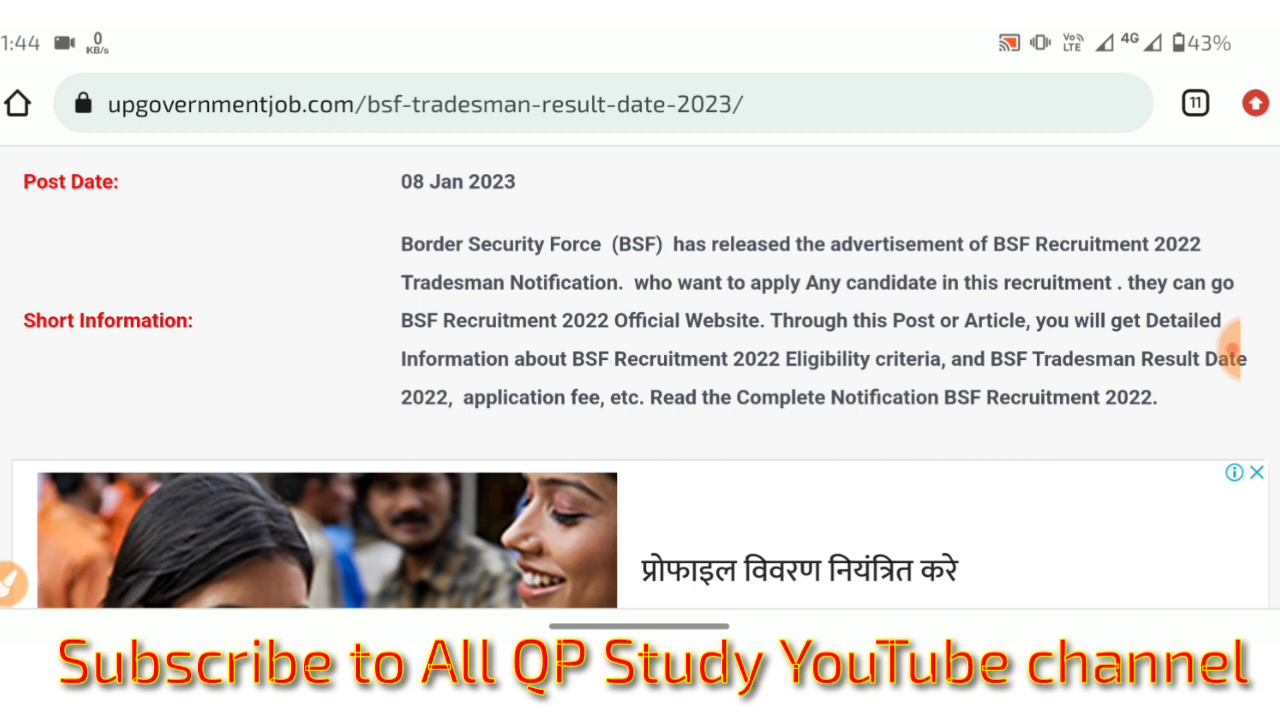 1:44 0 KB/s Vo LTE 4G 43%
upgovernmentjob.com/bsf-tradesman-result-date-2023/ 11
Post Date: 08 Jan 2023
Border Security Force (BSF) has released the advertisement of BSF Recruitment 2022
Tradesman Notification. who want to apply Any candidate in this recruitment . they can go
Short Information: BSF Recruitment 2022 Official Website. Through this Post or Article, you will get Detailed
Information about BSF Recruitment 2022 Eligibility criteria, and BSF Tradesman Result Date
2022, application fee, etc. Read the Complete Notification BSF Recruitment 2022.
प्रोफाइल विवरण नियंत्रित करे
Subscribe to All QP Study YouTube channel